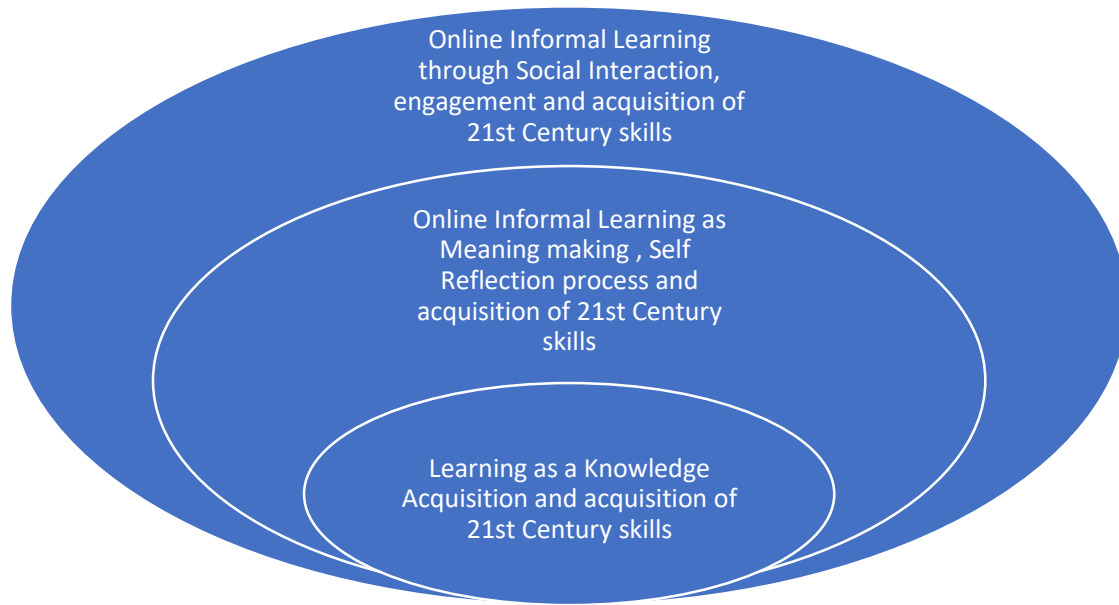 Online Informal Learning
through Social Interaction,
engagement and acquisition of
21st Century skills
Online Informal Learning as
Meaning making , Self
Reflection process and
acquisition of 21st Century
skills
Learning as a Knowledge
Acquisition and acquisition of
21st Century skills